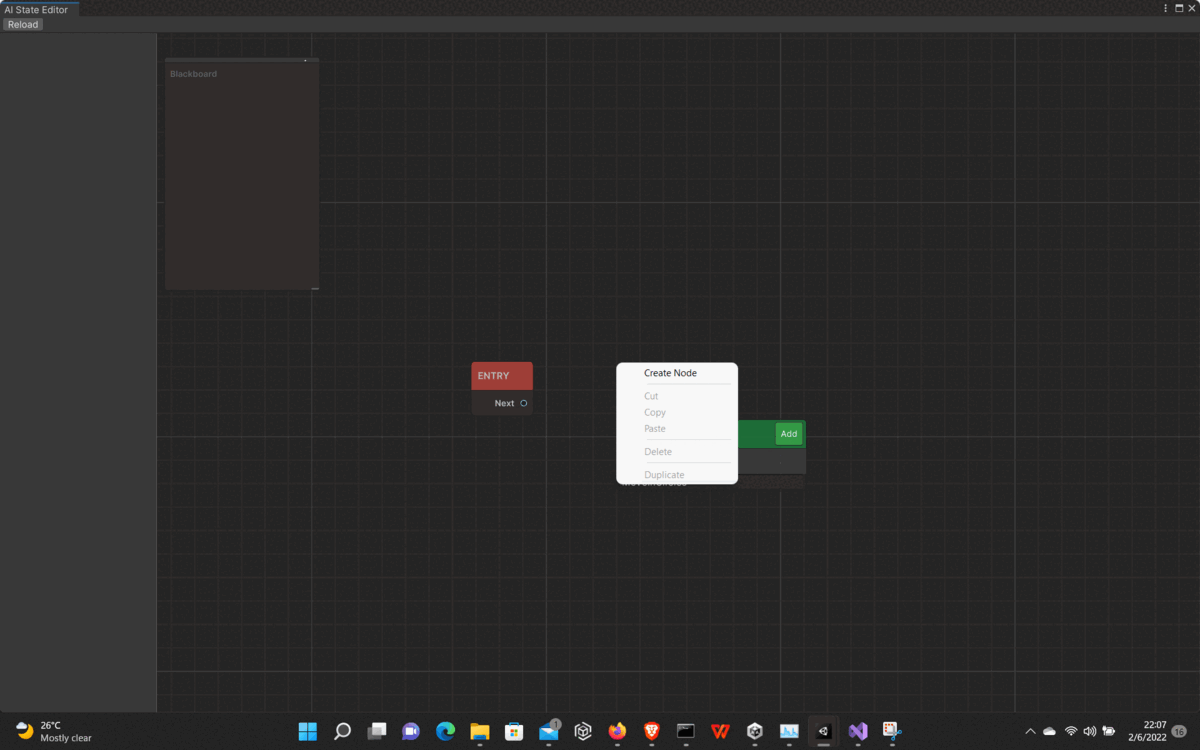 AI State Editor
Reload
Blackboard
ENTRY
Next
Create Node
Cut
Copy
Paste
Delete
Duplicate
Add
26°C
Mostly clear
1
22:07
2/6/2022
16